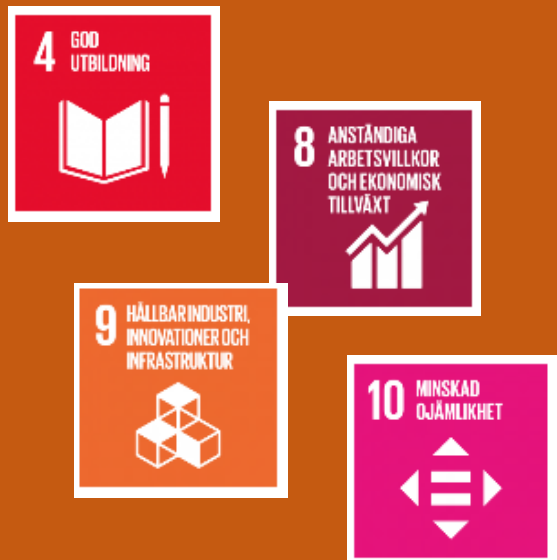 4 GOD
UTBILDNING
8 ANSTÄNDIGA
ARBETSVILLKOR
OCH EKONOMISK
TILLVÄXT
9 HÅLLBAR INDUSTRI,
INNOVATIONER OCH
INFRASTRUKTUR
10 MINSKAD
OJÄMLIKHET